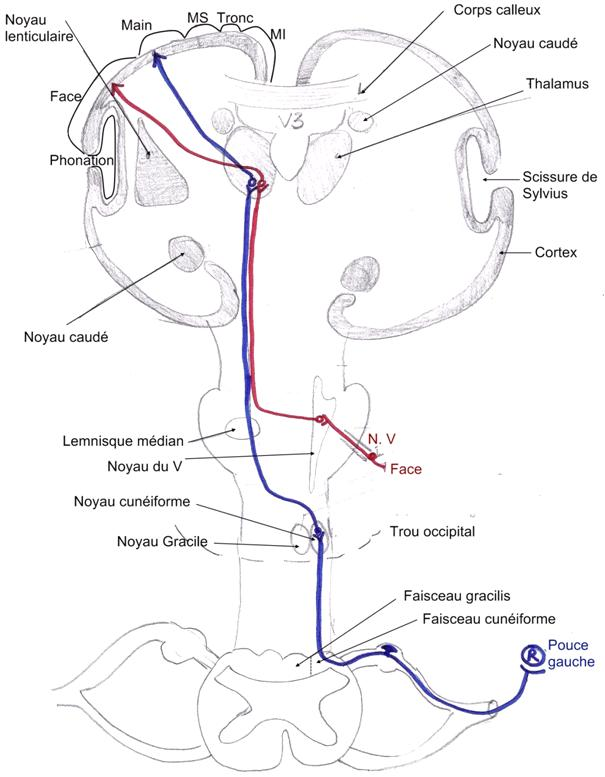 Noyau
lenticulaire
Main
MS
Tronc
MI
Corps calleux
Noyau caudé
Thalamus
Face
V3
Phonation
Scissure de
Sylvius
Cortex
Noyau caudé
Lemnisque médian
N. V
Noyau du V
Face
Noyau cunéiforme
Trou occipital
Noyau Gracile
Faisceau gracilis
Faisceau cunéiforme
R
Pouce
gauche